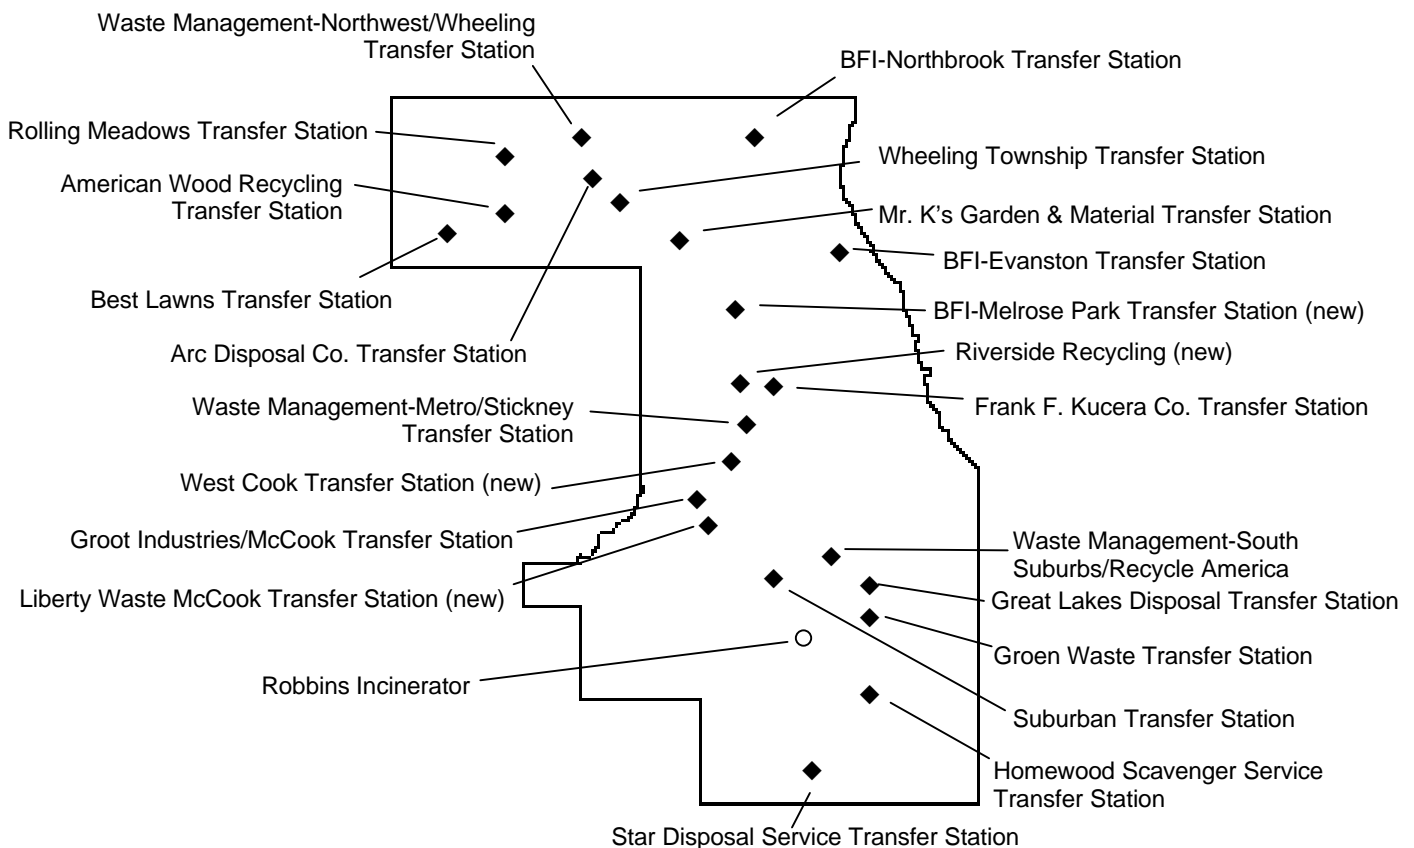 Waste Management-Northwest/Wheeling
Transfer Station
BFI-Northbrook Transfer Station
Rolling Meadows Transfer Station
Wheeling Township Transfer Station
American Wood Recycling
Transfer Station
Mr. K's Garden & Material Transfer Station
BFI-Evanston Transfer Station
Best Lawns Transfer Station
BFI-Melrose Park Transfer Station (new)
Arc Disposal Co. Transfer Station
Riverside Recycling (new)
Waste Management-Metro/Stickney
Transfer Station
Frank F. Kucera Co. Transfer Station
West Cook Transfer Station (new)
Groot Industries/McCook Transfer Station
Waste Management-South
Suburbs/Recycle America
Liberty Waste McCook Transfer Station (new)
Great Lakes Disposal Transfer Station
Groen Waste Transfer Station
Robbins Incinerator
Suburban Transfer Station
Homewood Scavenger Service
Transfer Station
Star Disposal Service Transfer Station